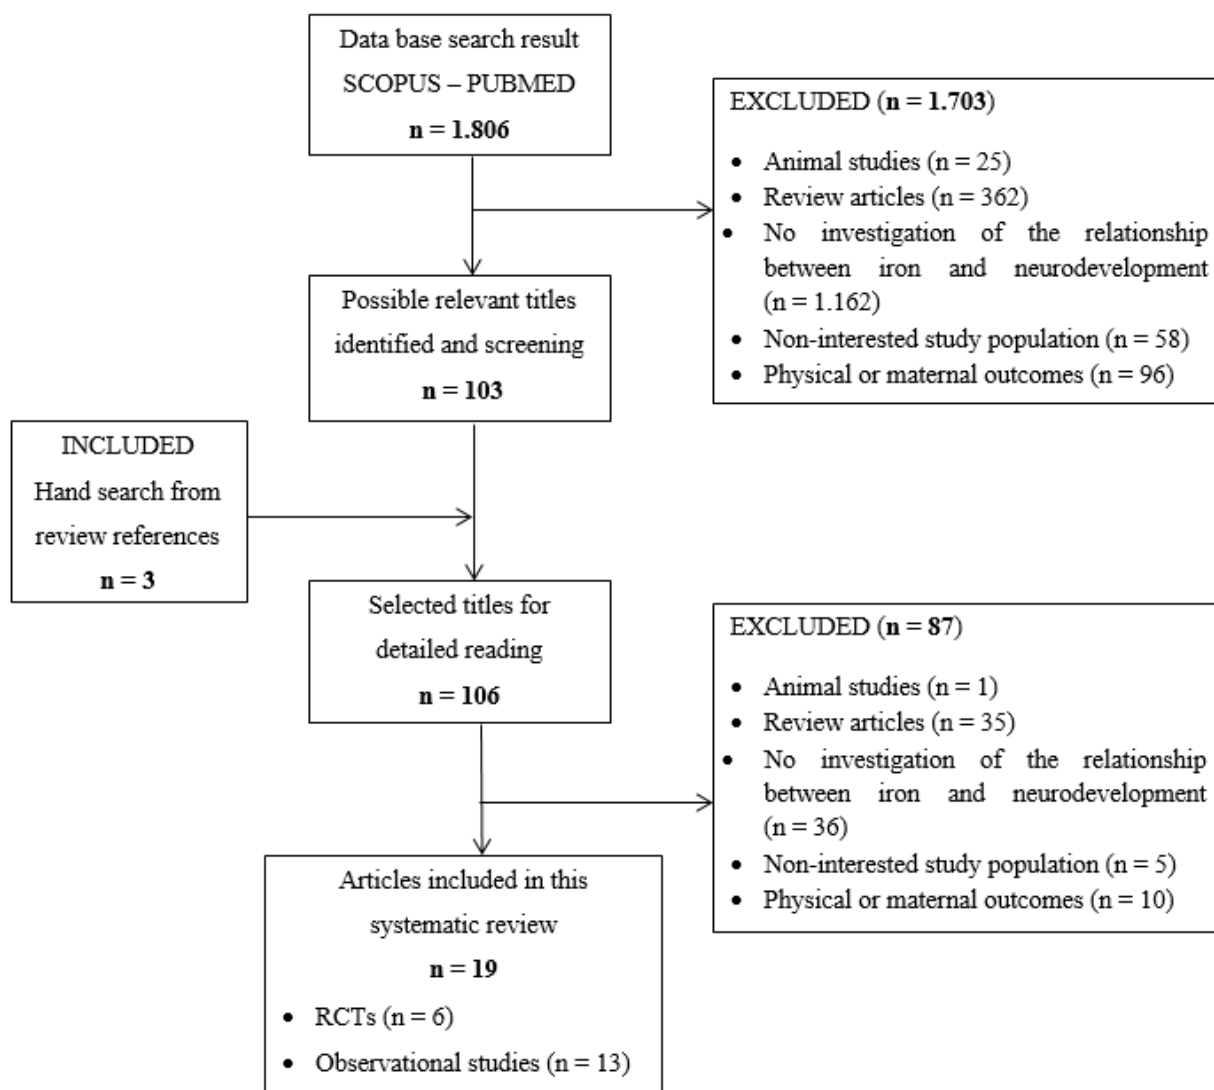 Data base search result
SCOPUS – PUBMED
n = 1.806
EXCLUDED (n = 1.703)
• Animal studies (n = 25)
• Review articles (n = 362)
• No investigation of the relationship
between iron and neurodevelopment
(n = 1.162)
• Non-interested study population (n = 58)
• Physical or maternal outcomes (n = 96)
Possible relevant titles
identified and screening
n = 103
INCLUDED
Hand search from
review references
n = 3
Selected titles for
detailed reading
n = 106
EXCLUDED (n = 87)
• Animal studies (n = 1)
• Review articles (n = 35)
• No investigation of the relationship
between iron and neurodevelopment
(n = 36)
• Non-interested study population (n = 5)
• Physical or maternal outcomes (n = 10)
Articles included in this
systematic review
n = 19
• RCTs (n = 6)
• Observational studies (n = 13)